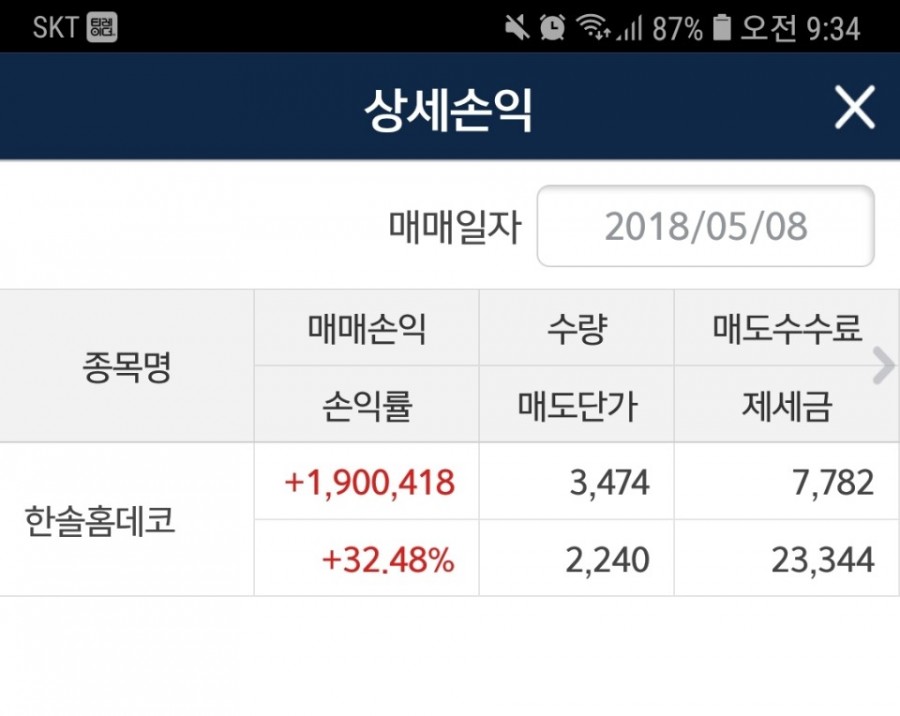 SKT 티레이더 87% 오전 9:34
상세손익
매매일자 2018/05/08
종목명 매매손익 수량 매도수수료
손익률 매도단가 제세금
한솔홈데코 +1,900,418 3,474 7,782
+32.48% 2,240 23,344